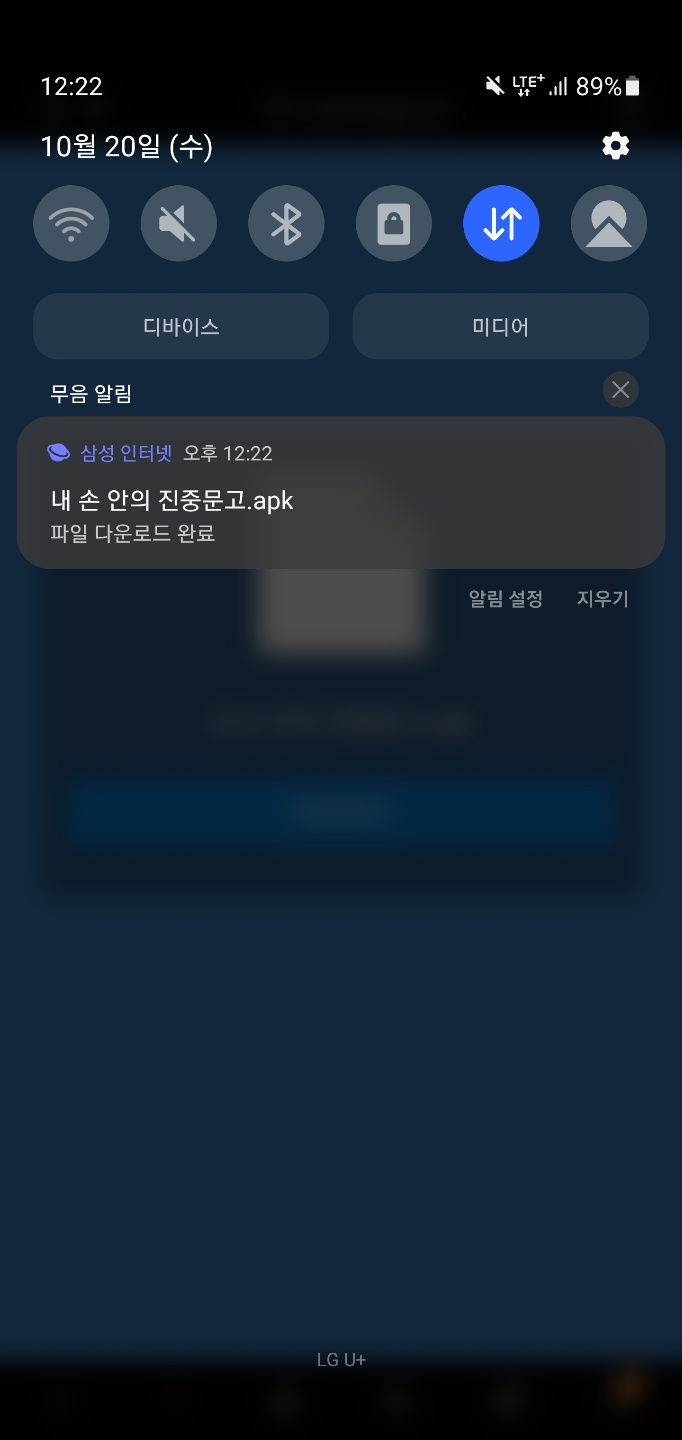 12:22 LTE+ 89%
10월 20일 (수)
디바이스 미디어
무음 알림
삼성 인터넷 오후 12:22
내 손 안의 진중문고.apk
파일 다운로드 완료
알림 설정 지우기
LG U+